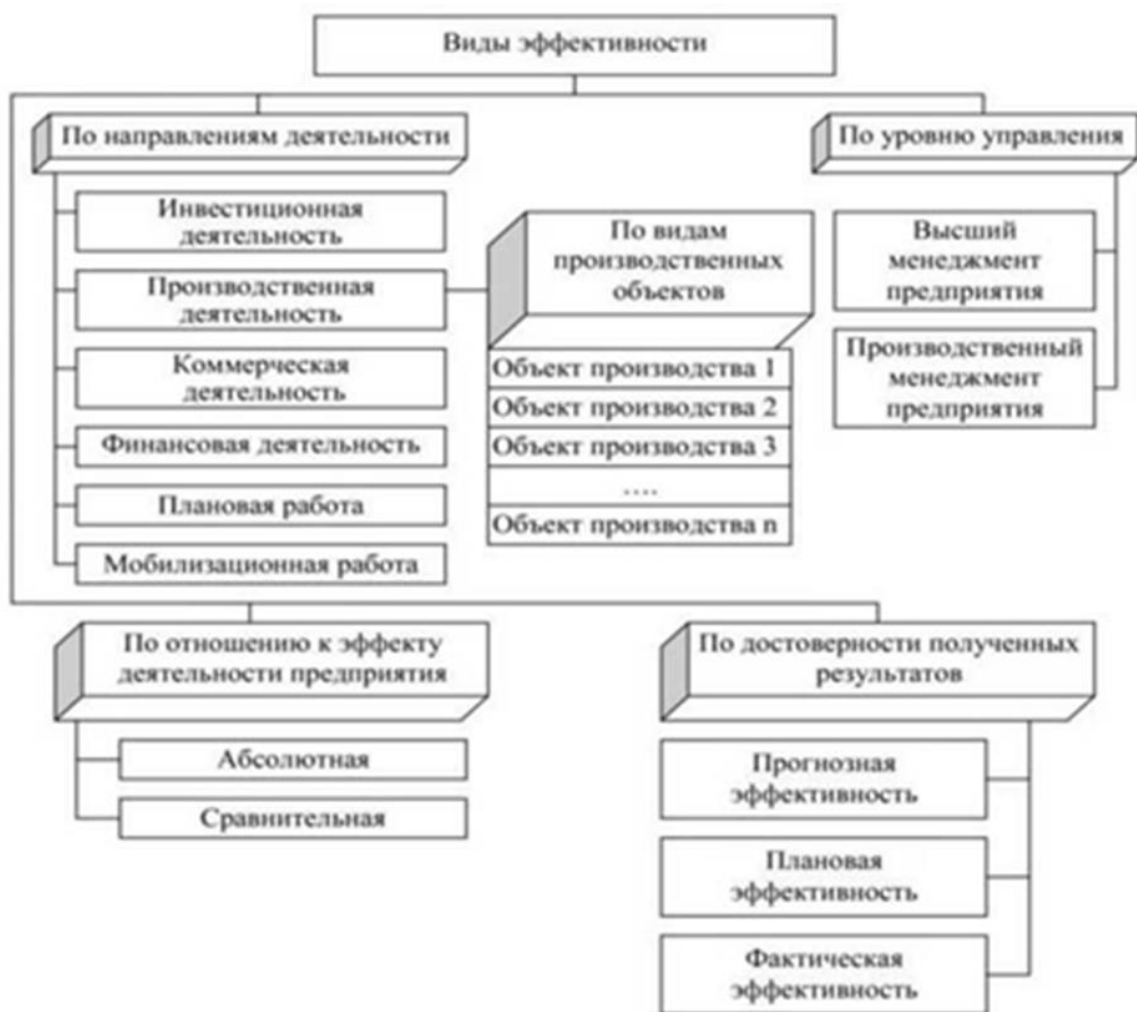 Виды эффективности
По направлениям деятельности
Инвестиционная
деятельность
Производственная
деятельность
Коммерческая
деятельность
Финансовая деятельность
Плановая работа
Мобилизационная работа
По видам
производственных
объектов
Объект производства 1
Объект производства 2
Объект производства 3
....
Объект производства n
По уровню управления
Высший
менеджмент
предприятия
Производственный
менеджмент
предприятия
По отношению к эффекту
деятельности предприятия
Абсолютная
Сравнительная
По достоверности полученных
результатов
Прогнозная
эффективность
Плановая
эффективность
Фактическая
эффективность